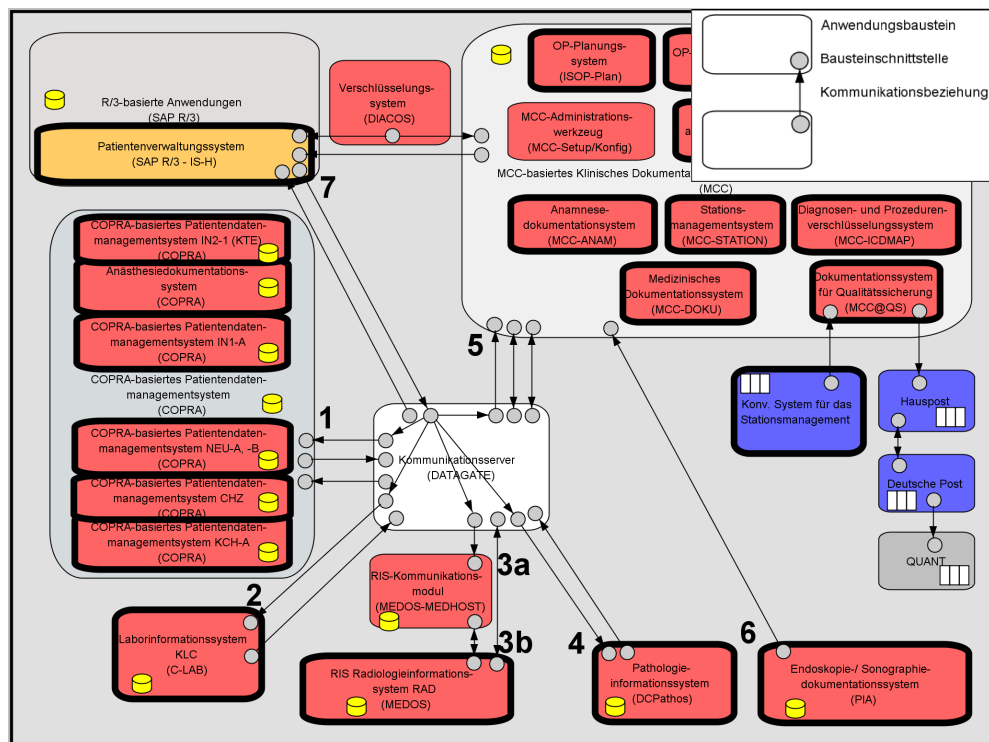 R/3-basierte Anwendungen
(SAP R/3)
Patientenverwaltungssystem
(SAP R/3 - IS-H)
7
Verschlüsselungs-
system
(DIACOS)
OP-Planungs-
system
(ISOP-Plan)
OP-
MCC-Administrations-
werkzeug
(MCC-Setup/Konfig)
a
MCC-basiertes Klinisches Dokumenta
(MCC)
Anamnese-
dokumentationsystem
(MCC-ANAM)
Stations-
managementsystem
(MCC-STATION)
Diagnosen- und Prozeduren-
verschlüsselungssystem
(MCC-ICDMAP)
Medizinisches
Dokumentationssystem
(MCC-DOKU)
Dokumentationssystem
für Qualitätssicherung
(MCC@QS)
Anwendungsbaustein
Bausteinschnittstelle
Kommunikationsbeziehung
COPRA-basiertes Patientendaten-
managementsystem IN2-1 (KTE)
(COPRA)
Anästhesiedokumentations-
system
(COPRA)
COPRA-basiertes Patientendaten-
managementsystem IN1-A
(COPRA)
COPRA-basiertes Patientendaten-
managementsystem
(COPRA)
COPRA-basiertes Patientendaten-
managementsystem NEU-A, -B
(COPRA)
COPRA-basiertes Patientendaten-
managementsystem CHZ
(COPRA)
COPRA-basiertes Patientendaten-
managementsystem KCH-A
(COPRA)
1
5
Kommunikationsserver
(DATAGATE)
Konv. System für das
Stationsmanagement
Hauspost
Deutsche Post
QUANT
2
Laborinformationssystem
KLC
(C-LAB)
3a
RIS-Kommunikations-
modul
(MEDOS-MEDHOST)
3b
RIS Radiologieinformations-
system RAD
(MEDOS)
4
Pathologie-
informationssystem
(DCPathos)
6
Endoskopie-/ Sonographie-
dokumentationssystem
(PIA)